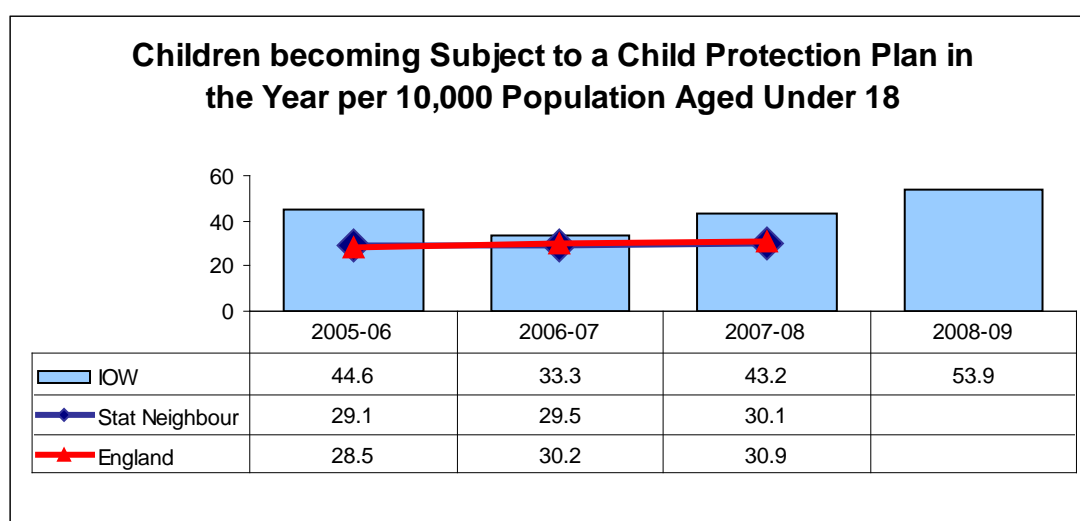 Children becoming Subject to a Child Protection Plan in
the Year per 10,000 Population Aged Under 18
60
40
20
0
2005-06 2006-07 2007-08 2008-09
IOW 44.6 33.3 43.2 53.9
Stat Neighbour 29.1 29.5 30.1
England 28.5 30.2 30.9